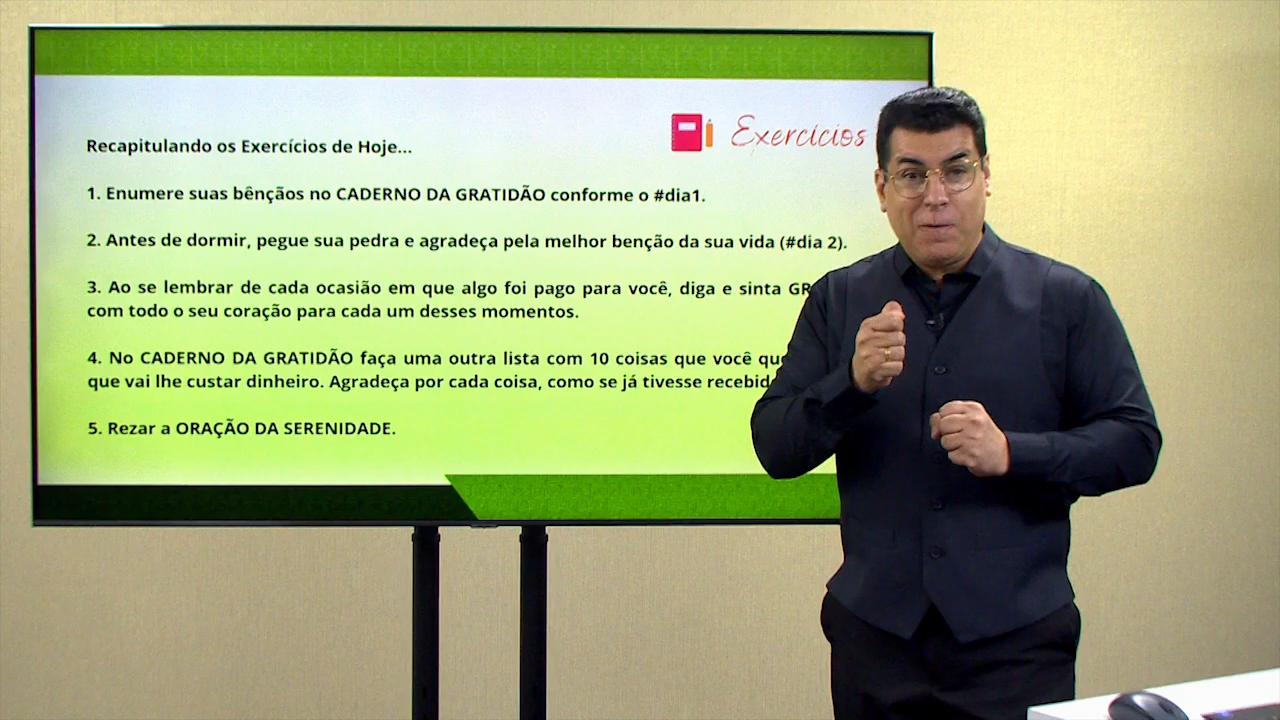 Exercícios
Recapitulando os Exercícios de Hoje...
1. Enumere suas bênçãos no CADERNO DA GRATIDÃO conforme o #dia1.
2. Antes de dormir, pegue sua pedra e agradeça pela melhor benção da sua vida (#dia 2).
3. Ao se lembrar de cada ocasião em que algo foi pago para você, diga e sinta
com todo o seu coração para cada um desses momentos.
4. No CADERNO DA GRATIDÃO faça uma outra lista com 10 coisas que você
que vai lhe custar dinheiro. Agradeça por cada coisa, como se já tivesse
5. Rezar a ORAÇÃO DA SERENIDADE.